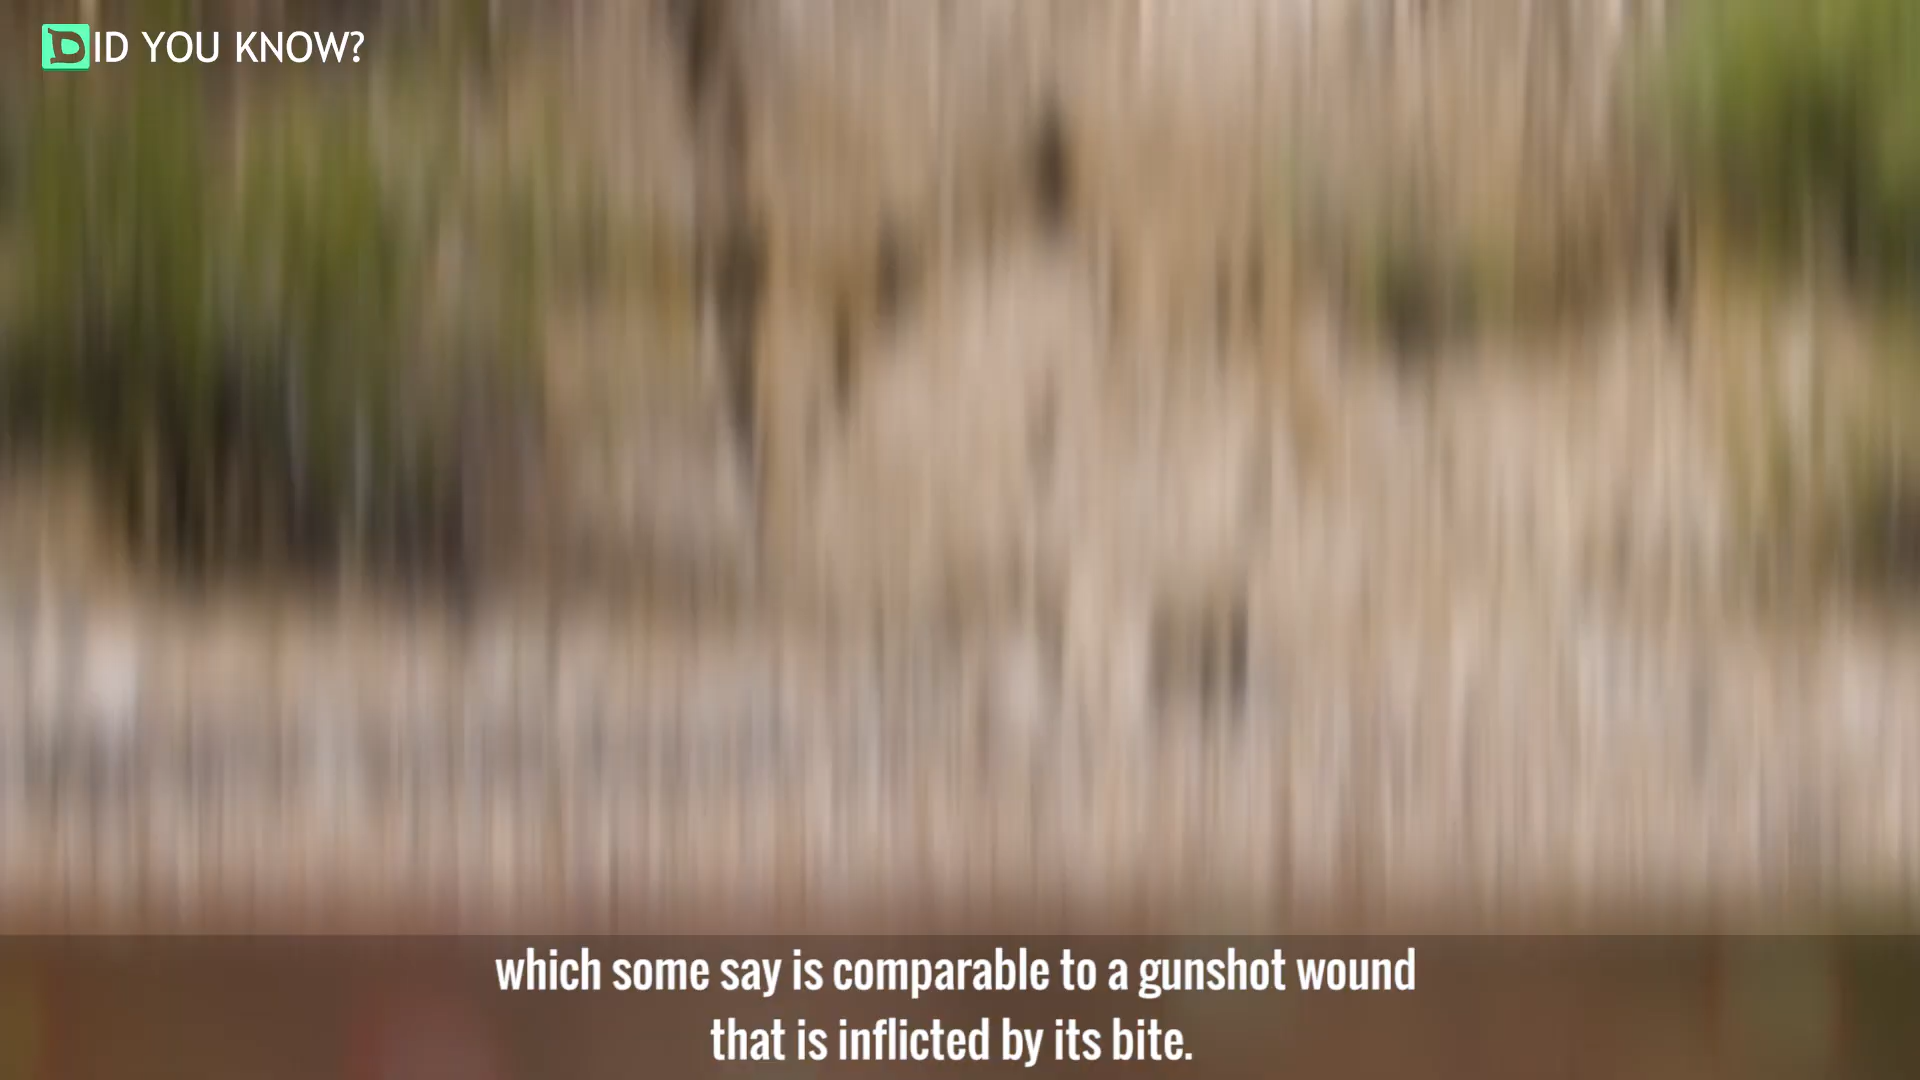 DID YOU KNOW?
which some say is comparable to a gunshot wound
that is inflicted by its bite.